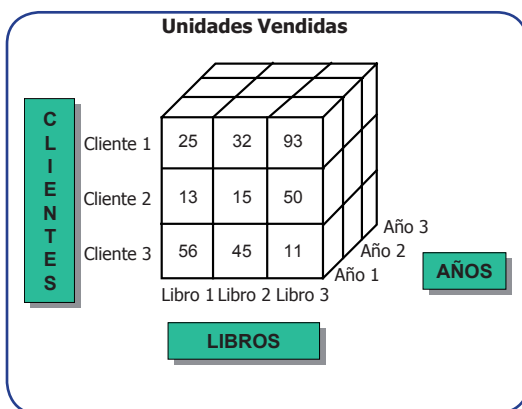 Unidades Vendidas
CLIENTES
Cliente 1 25 32 93
Cliente 2 13 15 50
Cliente 3 56 45 11
Año 3
Año 2
Año 1
AÑOS
Libro 1 Libro 2 Libro 3
LIBROS